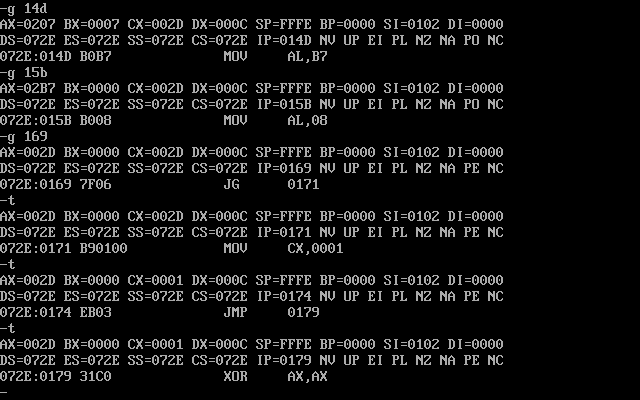 -g 14d
AX=0207 BX=0007 CX=002D DX=000C SP=FFFE BP=0000 SI=0102 DI=0000
DS=072E ES=072E SS=072E CS=072E IP=014D NV UP EI PL NZ NA PO NC
072E:014D B0B7 MOV AL,B7
-g 15b
AX=02B7 BX=0000 CX=002D DX=000C SP=FFFE BP=0000 SI=0102 DI=0000
DS=072E ES=072E SS=072E CS=072E IP=015B NV UP EI PL NZ NA PO NC
072E:015B B008 MOV AL,08
-g 169
AX=002D BX=0000 CX=002D DX=000C SP=FFFE BP=0000 SI=0102 DI=0000
DS=072E ES=072E SS=072E CS=072E IP=0169 NV UP EI PL NZ NA PE NC
072E:0169 7F06 JG 0171
-t
AX=002D BX=0000 CX=002D DX=000C SP=FFFE BP=0000 SI=0102 DI=0000
DS=072E ES=072E SS=072E CS=072E IP=0171 NV UP EI PL NZ NA PE NC
072E:0171 B90100 MOV CX,0001
-t
AX=002D BX=0000 CX=0001 DX=000C SP=FFFE BP=0000 SI=0102 DI=0000
DS=072E ES=072E SS=072E CS=072E IP=0174 NV UP EI PL NZ NA PE NC
072E:0174 EB03 JMP 0179
-t
AX=002D BX=0000 CX=0001 DX=000C SP=FFFE BP=0000 SI=0102 DI=0000
DS=072E ES=072E SS=072E CS=072E IP=0179 NV UP EI PL NZ NA PE NC
072E:0179 31C0 XOR AX,AX
-